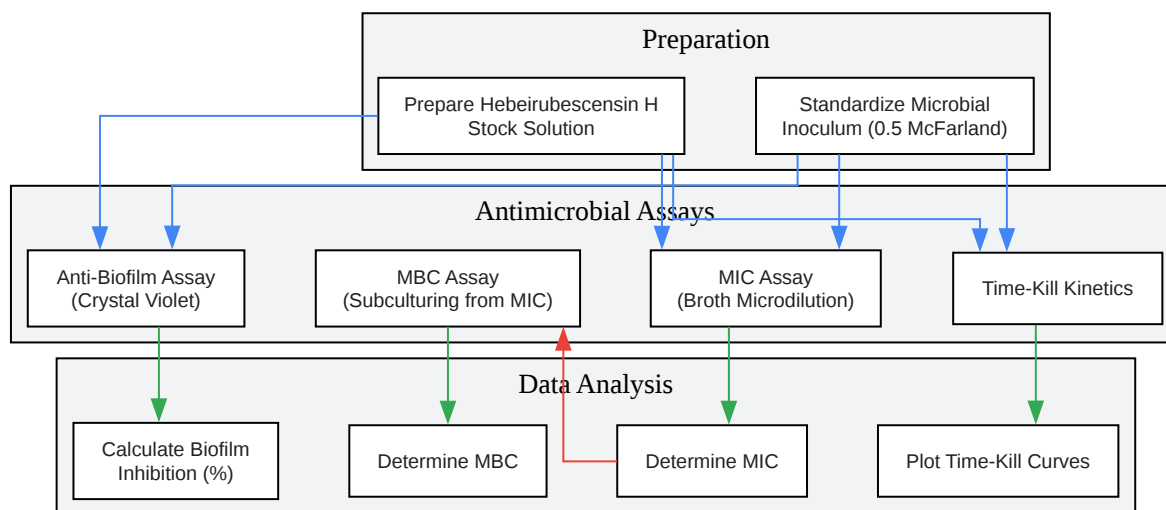 Preparation
Prepare Hebeirubescensin H
Stock Solution
Standardize Microbial
Inoculum (0.5 McFarland)
Antimicrobial Assays
Anti-Biofilm Assay
(Crystal Violet)
MBC Assay
(Subculturing from MIC)
MIC Assay
(Broth Microdilution)
Time-Kill Kinetics
Data Analysis
Calculate Biofilm
Inhibition (%)
Determine MBC
Determine MIC
Plot Time-Kill Curves